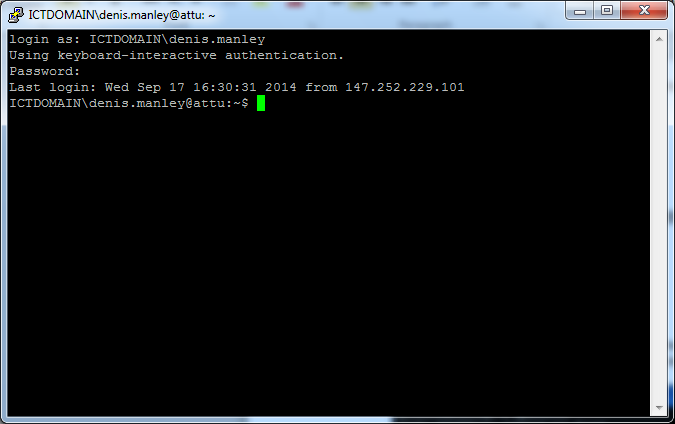 ICTDOMAIN\denis.manley@attu: ~
login as: ICTDOMAIN\denis.manley
Using keyboard-interactive authentication.
Password:
Last login: Wed Sep 17 16:30:31 2014 from 147.252.229.101
ICTDOMAIN\denis.manley@attu:~$